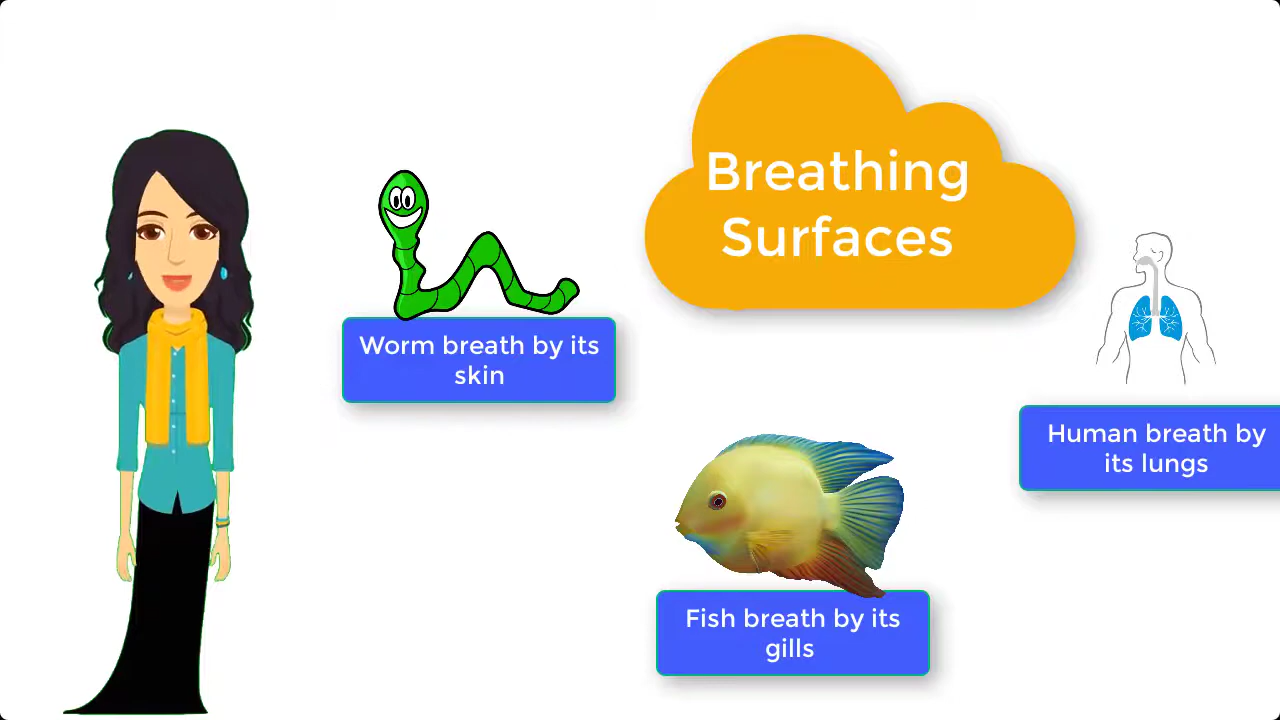 Breathing
Surfaces
Worm breath by its
skin
Human breath by
its lungs
Fish breath by its
gills